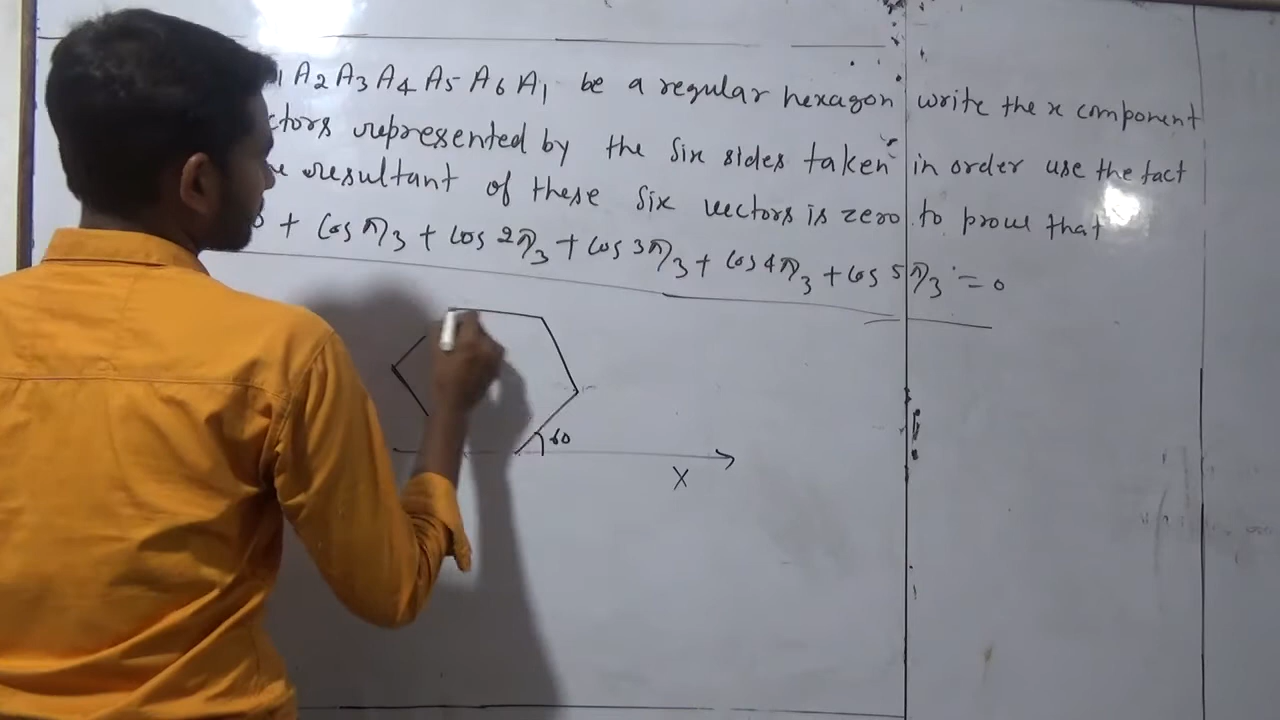 A2 A3 A4 A5 A6 A1 be a regular hexagon write the x component
ctors represented by the six sides taken in order use the fact
resultant of these six vectors is zero to prove that
+ cos π/3 + cos 2π/3 + cos 3π/3 + cos 4π/3 + cos 5π/3 = 0
60
X